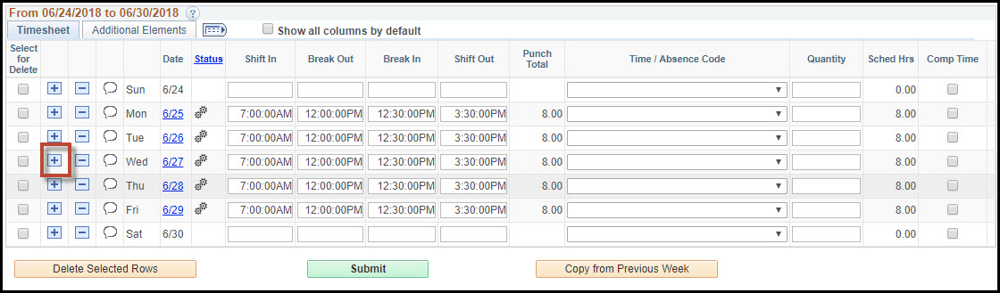 From 06/24/2018 to 06/30/2018 ?
Timesheet Additional Elements Show all columns by default
Select for Delete Date Status Shift In Break Out Break In Shift Out Punch Total Time / Absence Code Quantity Sched Hrs Comp Time
Sun 6/24 0.00
Mon 6/25 7:00:00AM 12:00:00PM 12:30:00PM 3:30:00PM 8.00 8.00
Tue 6/26 7:00:00AM 12:00:00PM 12:30:00PM 3:30:00PM 8.00 8.00
Wed 6/27 7:00:00AM 12:00:00PM 12:30:00PM 3:30:00PM 8.00 8.00
Thu 6/28 7:00:00AM 12:00:00PM 12:30:00PM 3:30:00PM 8.00 8.00
Fri 6/29 7:00:00AM 12:00:00PM 12:30:00PM 3:30:00PM 8.00 8.00
Sat 6/30 0.00
Delete Selected Rows Submit Copy from Previous Week